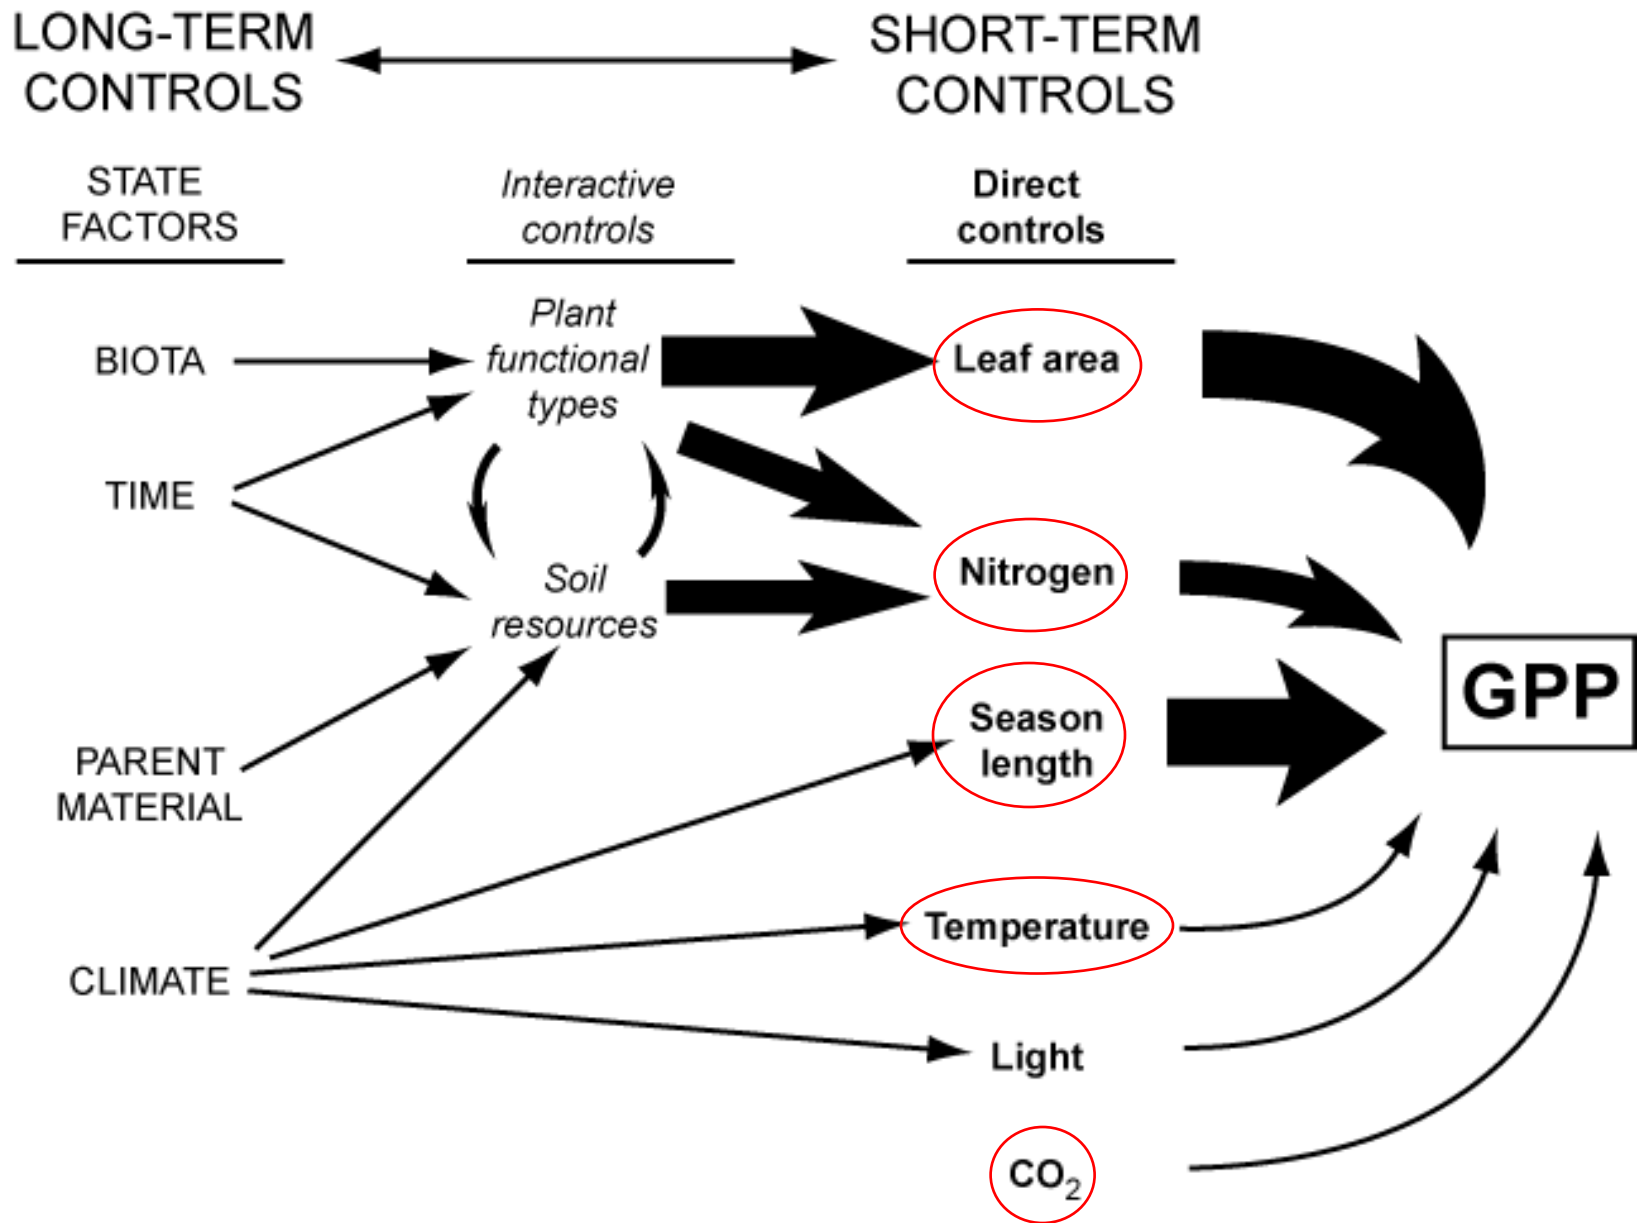 LONG-TERM
CONTROLS
SHORT-TERM
CONTROLS
STATE
FACTORS
Interactive
controls
Direct
controls
BIOTA
TIME
PARENT
MATERIAL
CLIMATE
Plant
functional
types
Soil
resources
Leaf area
Nitrogen
Season
length
Temperature
Light
CO₂
GPP